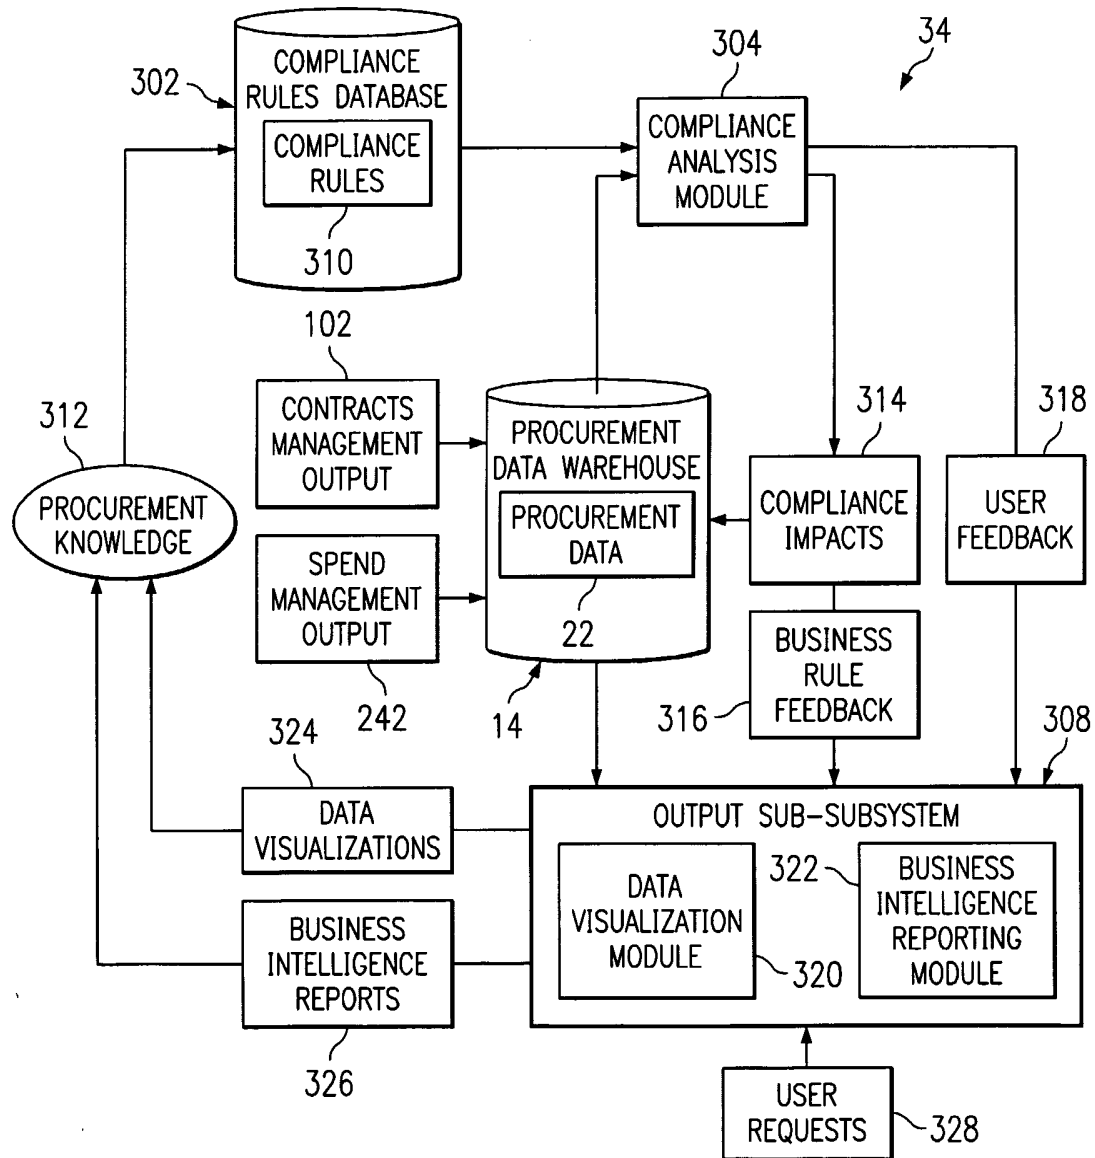 34
304
302
COMPLIANCE
RULES DATABASE
COMPLIANCE
RULES
310
COMPLIANCE
ANALYSIS
MODULE
102
CONTRACTS
MANAGEMENT
OUTPUT
312
PROCUREMENT
KNOWLEDGE
SPEND
MANAGEMENT
OUTPUT
242
PROCUREMENT
DATA WAREHOUSE
PROCUREMENT
DATA
22
14
314
COMPLIANCE
IMPACTS
318
USER
FEEDBACK
BUSINESS
RULE
FEEDBACK
316
308
324
DATA
VISUALIZATIONS
BUSINESS
INTELLIGENCE
REPORTS
326
OUTPUT SUB-SUBSYSTEM
DATA
VISUALIZATION
MODULE
320
322
BUSINESS
INTELLIGENCE
REPORTING
MODULE
USER
REQUESTS
328